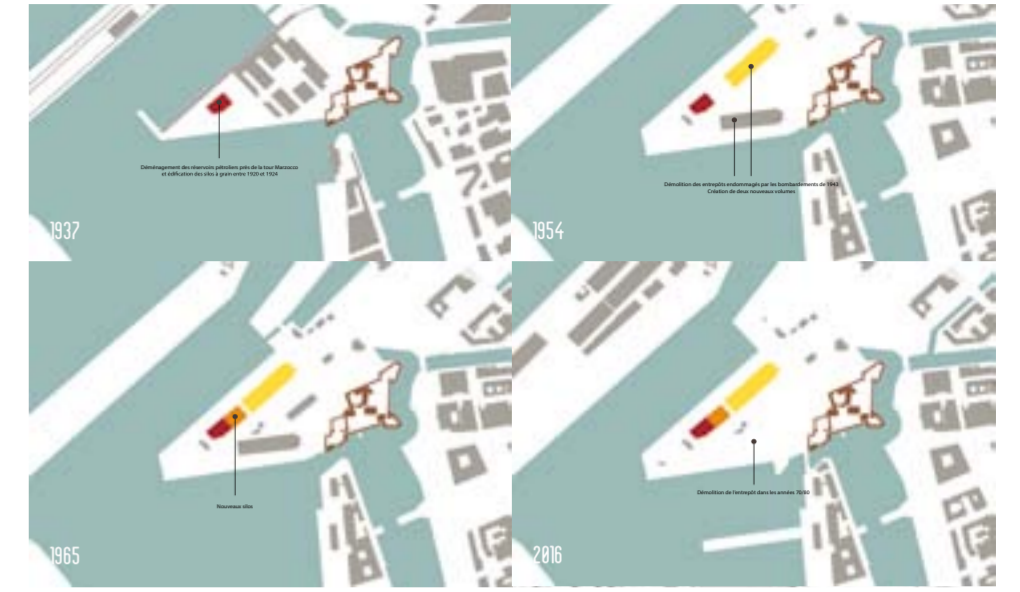 Déménagement des réservoirs pétroliers près de la tour Marzocco
et édification des silos à grain entre 1920 et 1924
1937
Démolition des entrepôts endommagés par les bombardements de 1943
Création de deux nouveaux volumes
1954
Nouveaux silos
1965
Démolition de l'entrepôt dans les années 70/80
2016